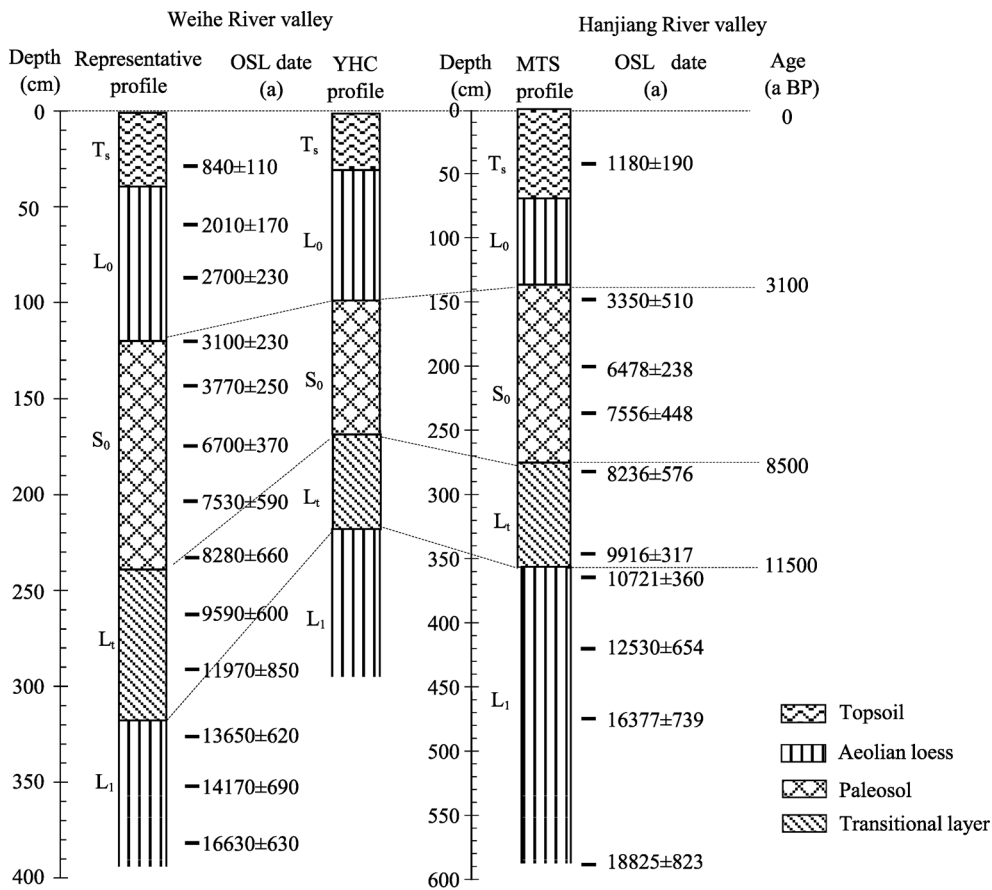 Weihe River valley
Hanjiang River valley
Depth
(cm)
Representative
profile
OSL date
(a)
YHC
profile
Depth
(cm)
MTS
profile
OSL date
(a)
Age
(a BP)
0
50
100
150
200
250
300
350
400
Ts
L0
S0
Lt
L1
840±110
2010±170
2700±230
3100±230
3770±250
6700±370
7530±590
8280±660
9590±600
11970±850
13650±620
14170±690
16630±630
Ts
L0
S0
Lt
L1
0
50
100
150
200
250
300
350
400
450
500
550
600
Ts
L0
S0
Lt
L1
1180±190
3350±510
6478±238
7556±448
8236±576
9916±317
10721±360
12530±654
16377±739
18825±823
0
3100
8500
11500
Topsoil
Aeolian loess
Paleosol
Transitional layer